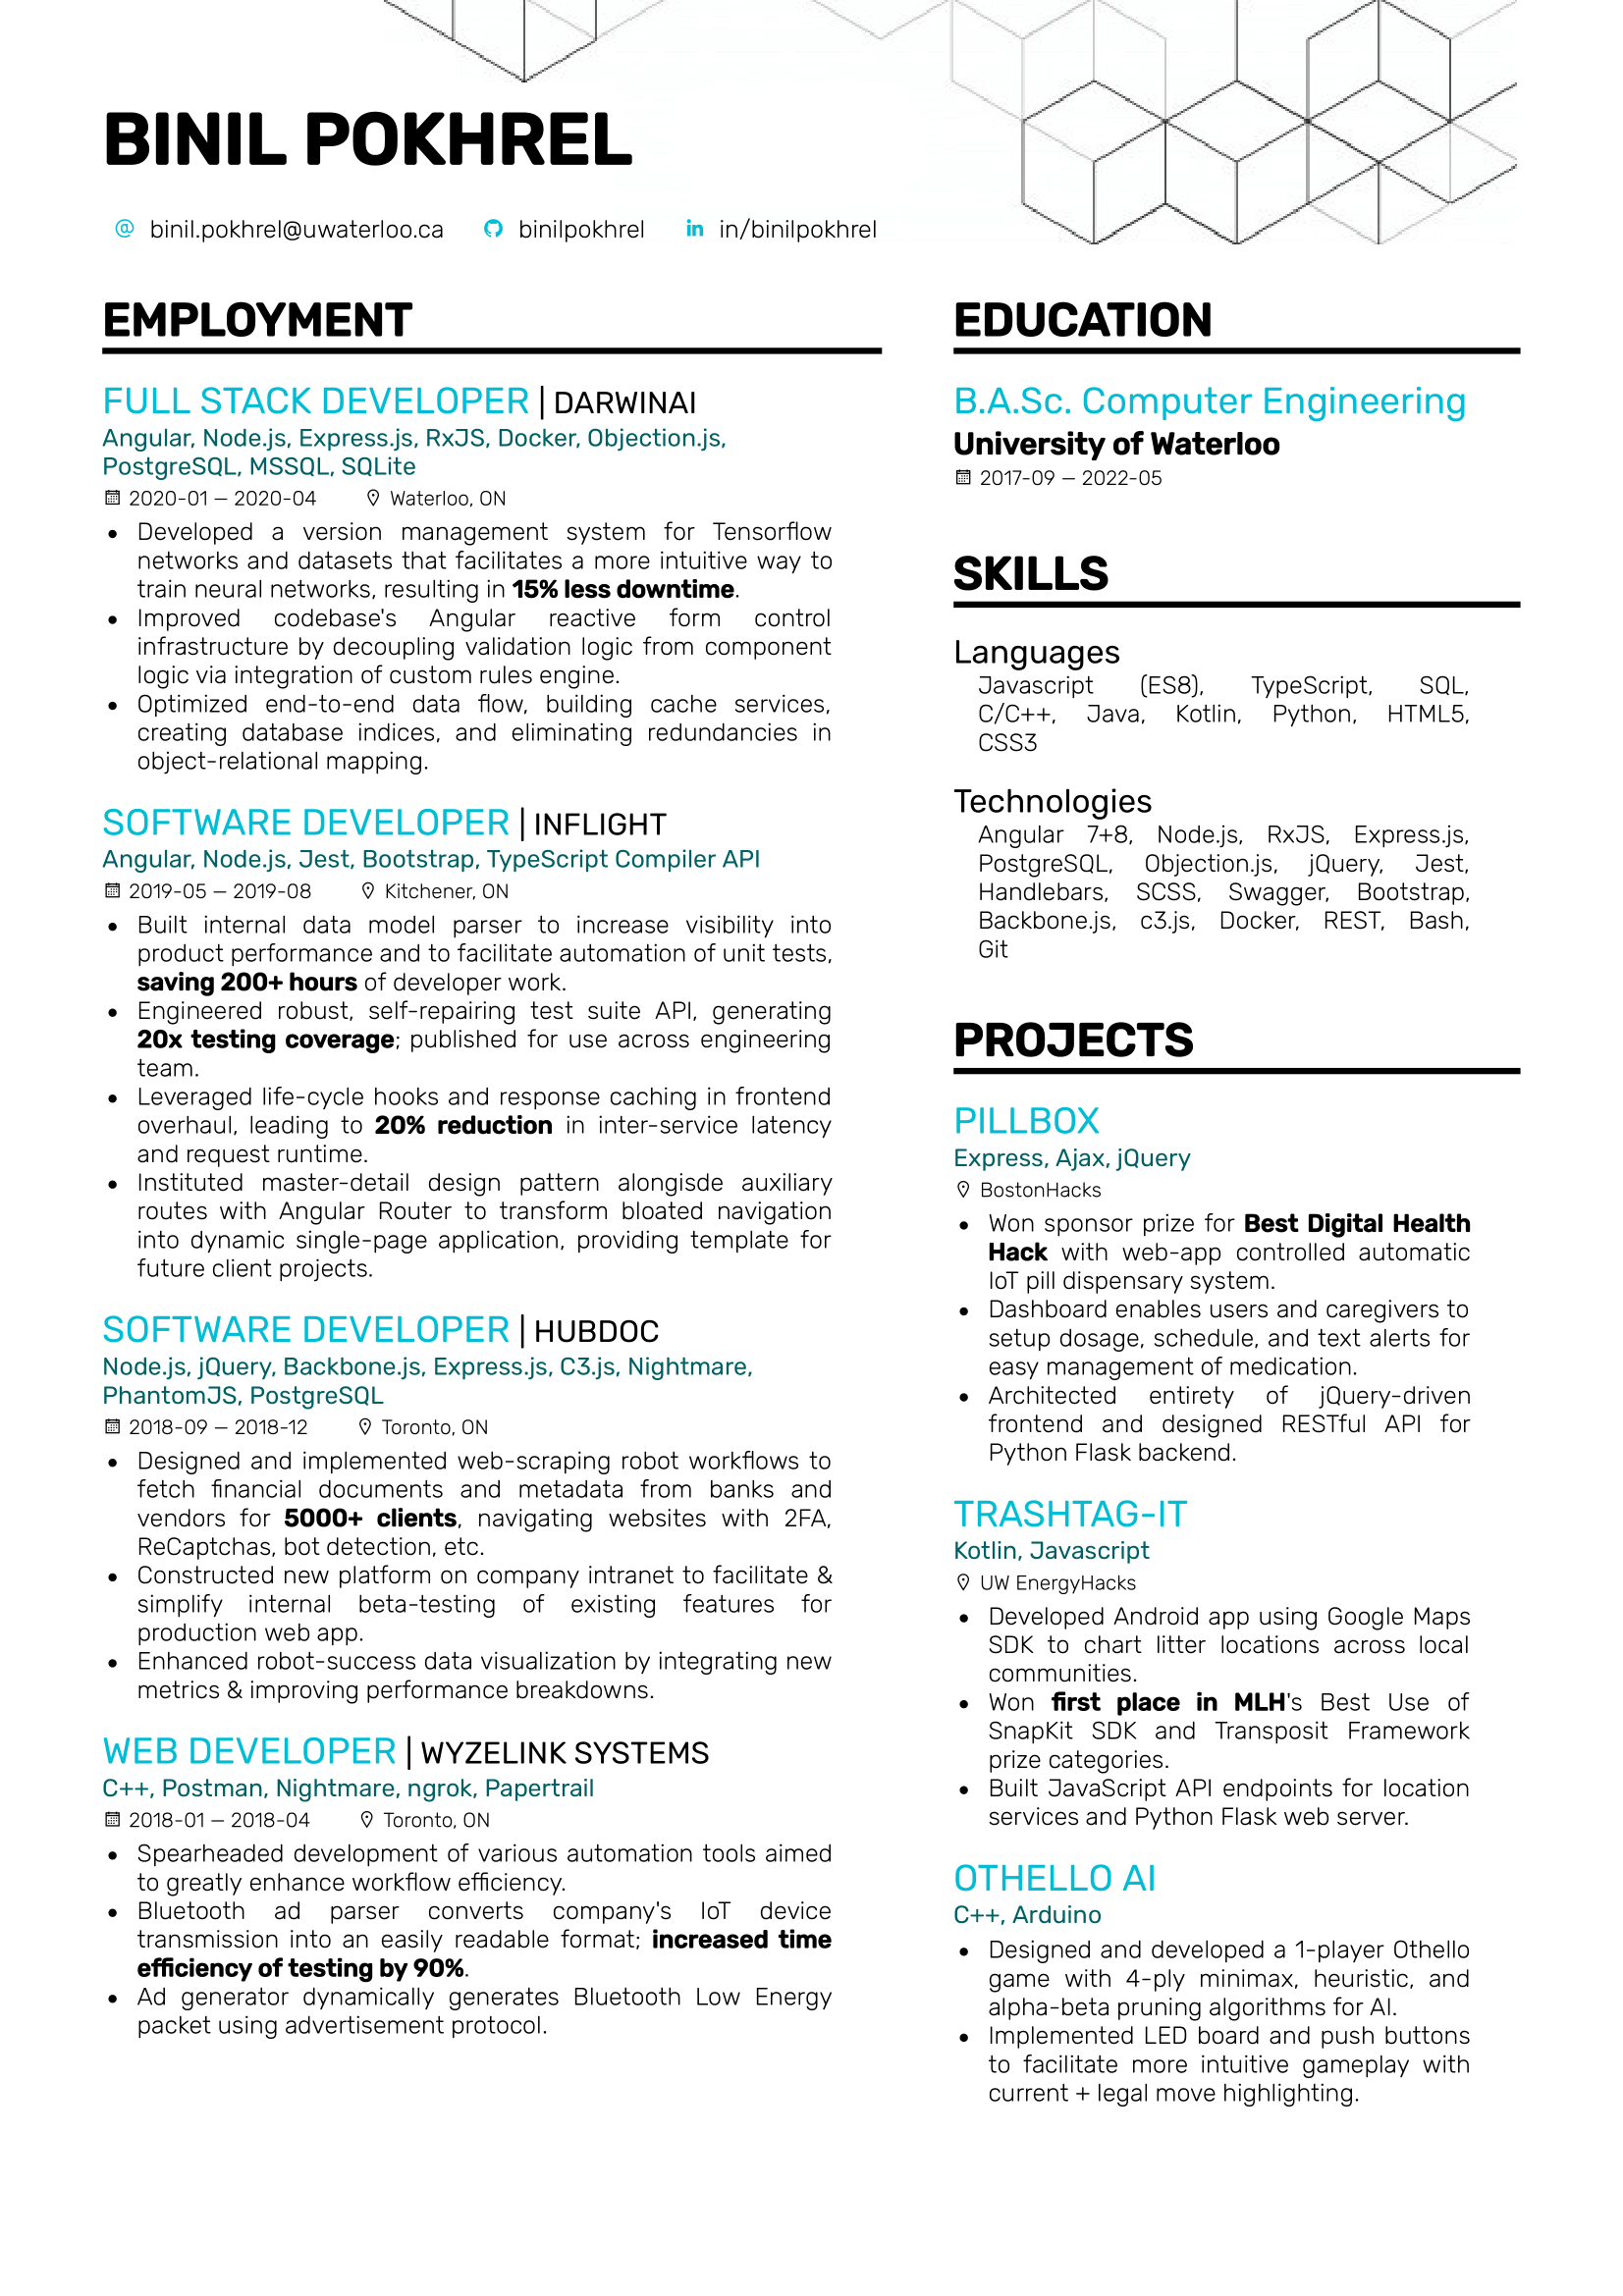 BINIL POKHREL
binil.pokhrel@uwaterloo.ca binilpokhrel in/binilpokhrel
EMPLOYMENT
FULL STACK DEVELOPER | DARWINAI
Angular, Node.js, Express.js, RxJS, Docker, Objection.js,
PostgreSQL, MSSQL, SQLite
2020-01 – 2020-04 Waterloo, ON
• Developed a version management system for Tensorflow
networks and datasets that facilitates a more intuitive way to
train neural networks, resulting in 15% less downtime.
• Improved codebase's Angular reactive form control
infrastructure by decoupling validation logic from component
logic via integration of custom rules engine.
• Optimized end-to-end data flow, building cache services,
creating database indices, and eliminating redundancies in
object-relational mapping.
SOFTWARE DEVELOPER | INFLIGHT
Angular, Node.js, Jest, Bootstrap, TypeScript Compiler API
2019-05 – 2019-08 Kitchener, ON
• Built internal data model parser to increase visibility into
product performance and to facilitate automation of unit tests,
saving 200+ hours of developer work.
• Engineered robust, self-repairing test suite API, generating
20x testing coverage; published for use across engineering
team.
• Leveraged life-cycle hooks and response caching in frontend
overhaul, leading to 20% reduction in inter-service latency
and request runtime.
• Instituted master-detail design pattern alongisde auxiliary
routes with Angular Router to transform bloated navigation
into dynamic single-page application, providing template for
future client projects.
SOFTWARE DEVELOPER | HUBDOC
Node.js, jQuery, Backbone.js, Express.js, C3.js, Nightmare,
PhantomJS, PostgreSQL
2018-09 – 2018-12 Toronto, ON
• Designed and implemented web-scraping robot workflows to
fetch financial documents and metadata from banks and
vendors for 5000+ clients, navigating websites with 2FA,
ReCaptchas, bot detection, etc.
• Constructed new platform on company intranet to facilitate &
simplify internal beta-testing of existing features for
production web app.
• Enhanced robot-success data visualization by integrating new
metrics & improving performance breakdowns.
WEB DEVELOPER | WYZELINK SYSTEMS
C++, Postman, Nightmare, ngrok, Papertrail
2018-01 – 2018-04 Toronto, ON
• Spearheaded development of various automation tools aimed
to greatly enhance workflow efficiency.
• Bluetooth ad parser converts company's IoT device
transmission into an easily readable format; increased time
efficiency of testing by 90%.
• Ad generator dynamically generates Bluetooth Low Energy
packet using advertisement protocol.
EDUCATION
B.A.Sc. Computer Engineering
University of Waterloo
2017-09 – 2022-05
SKILLS
Languages
Javascript (ES8), TypeScript, SQL,
C/C++, Java, Kotlin, Python, HTML5,
CSS3
Technologies
Angular 7+8, Node.js, RxJS, Express.js,
PostgreSQL, Objection.js, jQuery, Jest,
Handlebars, SCSS, Swagger, Bootstrap,
Backbone.js, c3.js, Docker, REST, Bash,
Git
PROJECTS
PILLBOX
Express, Ajax, jQuery
BostonHacks
• Won sponsor prize for Best Digital Health
Hack with web-app controlled automatic
IoT pill dispensary system.
• Dashboard enables users and caregivers to
setup dosage, schedule, and text alerts for
easy management of medication.
• Architected entirety of jQuery-driven
frontend and designed RESTful API for
Python Flask backend.
TRASHTAG-IT
Kotlin, Javascript
UW EnergyHacks
• Developed Android app using Google Maps
SDK to chart litter locations across local
communities.
• Won first place in MLH's Best Use of
SnapKit SDK and Transposit Framework
prize categories.
• Built JavaScript API endpoints for location
services and Python Flask web server.
OTHELLO AI
C++, Arduino
• Designed and developed a 1-player Othello
game with 4-ply minimax, heuristic, and
alpha-beta pruning algorithms for AI.
• Implemented LED board and push buttons
to facilitate more intuitive gameplay with
current + legal move highlighting.